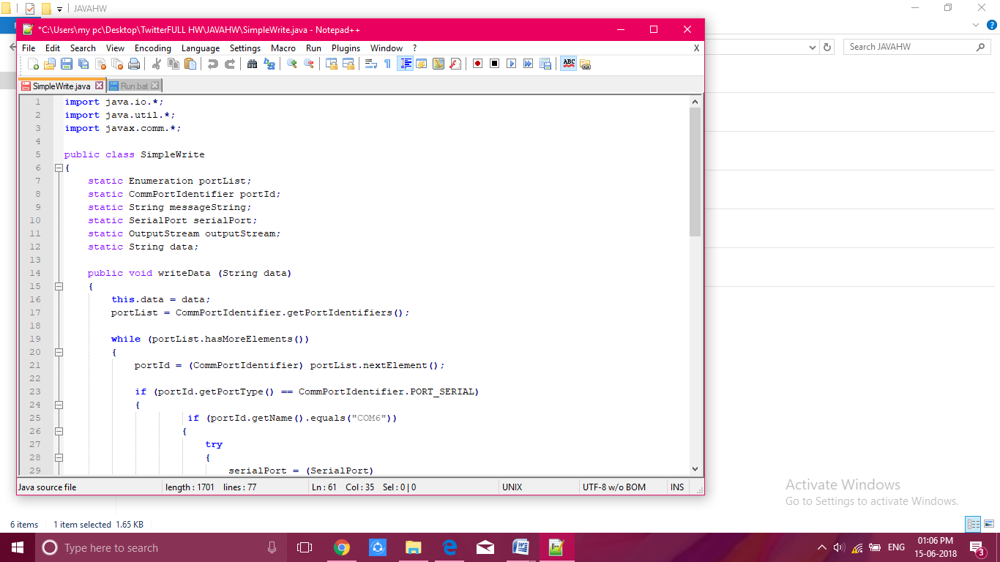 JAVAHW
*C:\Users\my pc\Desktop\TwitterFULL HW\JAVAHW\SimpleWrite.java - Notepad++
File Edit Search View Encoding Language Settings Macro Run Plugins Window ? X
Search JAVAHW
SimpleWrite.java Run.bat
1 import java.io.*;
2 import java.util.*;
3 import javax.comm.*;
4
5 public class SimpleWrite
6 {
7 static Enumeration portList;
8 static CommPortIdentifier portId;
9 static String messageString;
10 static SerialPort serialPort;
11 static OutputStream outputStream;
12 static String data;
13
14 public void writeData (String data)
15 {
16 this.data = data;
17 portList = CommPortIdentifier.getPortIdentifiers();
18
19 while (portList.hasMoreElements())
20 {
21 portId = (CommPortIdentifier) portList.nextElement();
22
23 if (portId.getPortType() == CommPortIdentifier.PORT_SERIAL)
24 {
25 if (portId.getName().equals("COM6"))
26 {
27 try
28 {
29 serialPort = (SerialPort)
Java source file length : 1701 lines : 77 Ln : 61 Col : 35 Sel : 0 | 0 UNIX UTF-8 w/o BOM INS
Activate Windows
Go to Settings to activate Windows.
6 items 1 item selected 1.65 KB
Type here to search
ENG
01:06 PM
15-06-2018
3